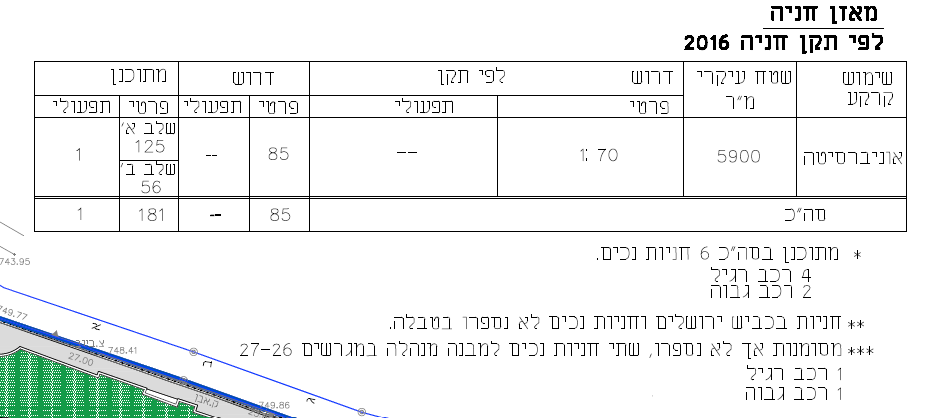 מאזן חניה
לפי תקן חניה 2016
שימוש קרקע	שטח עיקרי מ"ר	דרוש לפי תקן	דרוש	מתוכנן
פרטי	תפעולי	פרטי	תפעולי	פרטי	תפעולי
אוניברסיטה	5900	1: 70	--	85	--	שלב א' 125	1
שלב ב' 56
סה"כ	85	--	181	1
* מתוכנן בסה"כ 6 חניות נכים.
4 רכב רגיל
2 רכב גבוה
** חניות בכביש ירושלים וחניות נכים לא נספרו בטבלה.
*** מסומנות אך לא נספרו, שתי חניות נכים למבנה מנהלה במגרשים 27-26
1 רכב רגיל
1 רכב גבוה
743.95
749.77
א
748.41
27.00
ב
ק.אבן
749.86
א